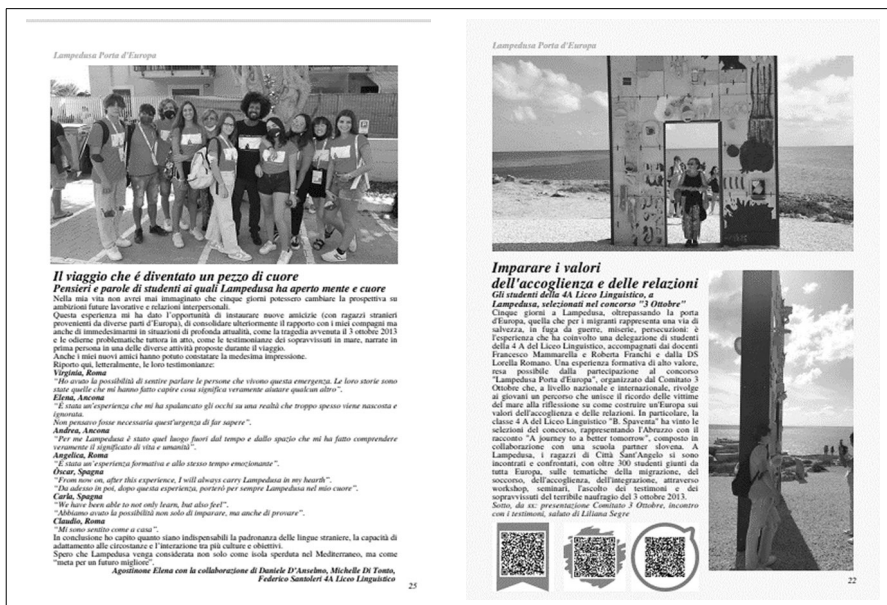 Lampedusa Porta d'Europa
Il viaggio che é diventato un pezzo di cuore
Pensieri e parole di studenti ai quali Lampedusa ha aperto mente e cuore
Nella mia vita non avrei mai immaginato che cinque giorni potessero cambiare la prospettiva su
ambizioni future lavorative e relazioni interpersonali.
Questa esperienza mi ha dato l'opportunità di instaurare nuove amicizie (con ragazzi stranieri
provenienti da diverse parti d'Europa), di consolidare ulteriormente il rapporto con i miei compagni ma
anche di immedesimarmi in situazioni di profonda attualità, come la tragedia avvenuta il 3 ottobre 2013
e le odierne problematiche tuttora in atto, come le testimonianze dei sopravvissuti in mare, narrate in
prima persona in una delle diverse attività proposte durante il viaggio.
Anche i miei nuovi amici hanno potuto constatare la medesima impressione.
Riporto qui, letteralmente, le loro testimonianze:
Virginia, Roma
"Ho avuto la possibilità di sentire parlare le persone che vivono questa emergenza. Le loro storie sono
state quelle che mi hanno fatto capire cosa significa veramente aiutare qualcun altro".
Elena, Ancona
"È stata un'esperienza che mi ha spalancato gli occhi su una realtà che troppo spesso viene nascosta e
ignorata.
Non pensavo fosse necessaria quest'urgenza di far sapere".
Andrea, Ancona
"Per me Lampedusa è stato quel luogo fuori dal tempo e dallo spazio che mi ha fatto comprendere
veramente il significato di vita e umanità".
Angelica, Roma
"È stata un'esperienza formativa e allo stesso tempo emozionante".
Òscar, Spagna
"From now on, after this experience, I will always carry Lampedusa in my hearth".
"Da adesso in poi, dopo questa esperienza, porterò per sempre Lampedusa nel mio cuore".
Carla, Spagna
"We have been able to not only learn, but also feel".
"Abbiamo avuto la possibilità non solo di imparare, ma anche di provare".
Claudia, Roma
"Mi sono sentito come a casa".
In conclusione ho capito quanto siano indispensabili la padronanza delle lingue straniere, la capacità di
adattamento alle circostanze e l'interazione tra più culture e obiettivi.
Spero che Lampedusa venga considerata non solo come isola sperduta nel Mediterraneo, ma come
"meta per un futuro migliore".
Agostinone Elena con la collaborazione di Daniele D'Anselmo, Michelle Di Tonto,
Federico Santoleri 4A Liceo Linguistico
25
Lampedusa Porta d'Europa
Imparare i valori
dell'accoglienza e delle relazioni
Gli studenti della 4A Liceo Linguistico, a
Lampedusa, selezionati nel concorso "3 Ottobre"
Cinque giorni a Lampedusa, oltrepassando la porta
d'Europa, quella che per i migranti rappresenta una via di
salvezza, in fuga da guerre, miserie, persecuzioni: è
l'esperienza che ha coinvolto una delegazione di studenti
della 4 A del Liceo Linguistico, accompagnati dai docenti
Francesco Mammarella e Roberta Franchi e dalla DS
Lorella Romano. Una esperienza formativa di alto valore,
resa possibile dalla partecipazione al concorso
"Lampedusa Porta d'Europa", organizzato dal Comitato 3
Ottobre che, a livello nazionale e internazionale, rivolge
ai giovani un percorso che unisce il ricordo delle vittime
del mare alla riflessione su come costruire un'Europa sui
valori dell'accoglienza e delle relazioni. In particolare, la
classe 4 A del Liceo Linguistico "B. Spaventa" ha vinto le
selezioni del concorso, rappresentando l'Abruzzo con il
racconto "A journey to a better tomorrow", composto in
collaborazione con una scuola partner slovena. A
Lampedusa, i ragazzi di Città Sant'Angelo si sono
incontrati e confrontati, con oltre 300 studenti giunti da
tutta Europa, sulle tematiche della migrazione, del
soccorso, dell'accoglienza, dell'integrazione, attraverso
workshop, seminari, l'ascolto dei testimoni e dei
sopravvissuti del terribile naufragio del 3 ottobre 2013.
Sotto, da sx: presentazione Comitato 3 Ottobre, incontro
con i testimoni, saluto di Liliana Segre
22